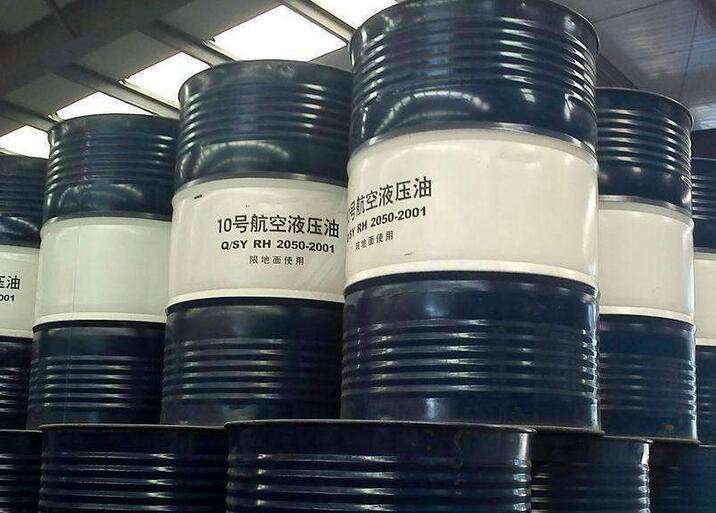 10号航空液压油
Q/SY RH 2050-2001
限地面使用
号航空液压油
/SY RH 2050-2001
限地面使用
压油
001